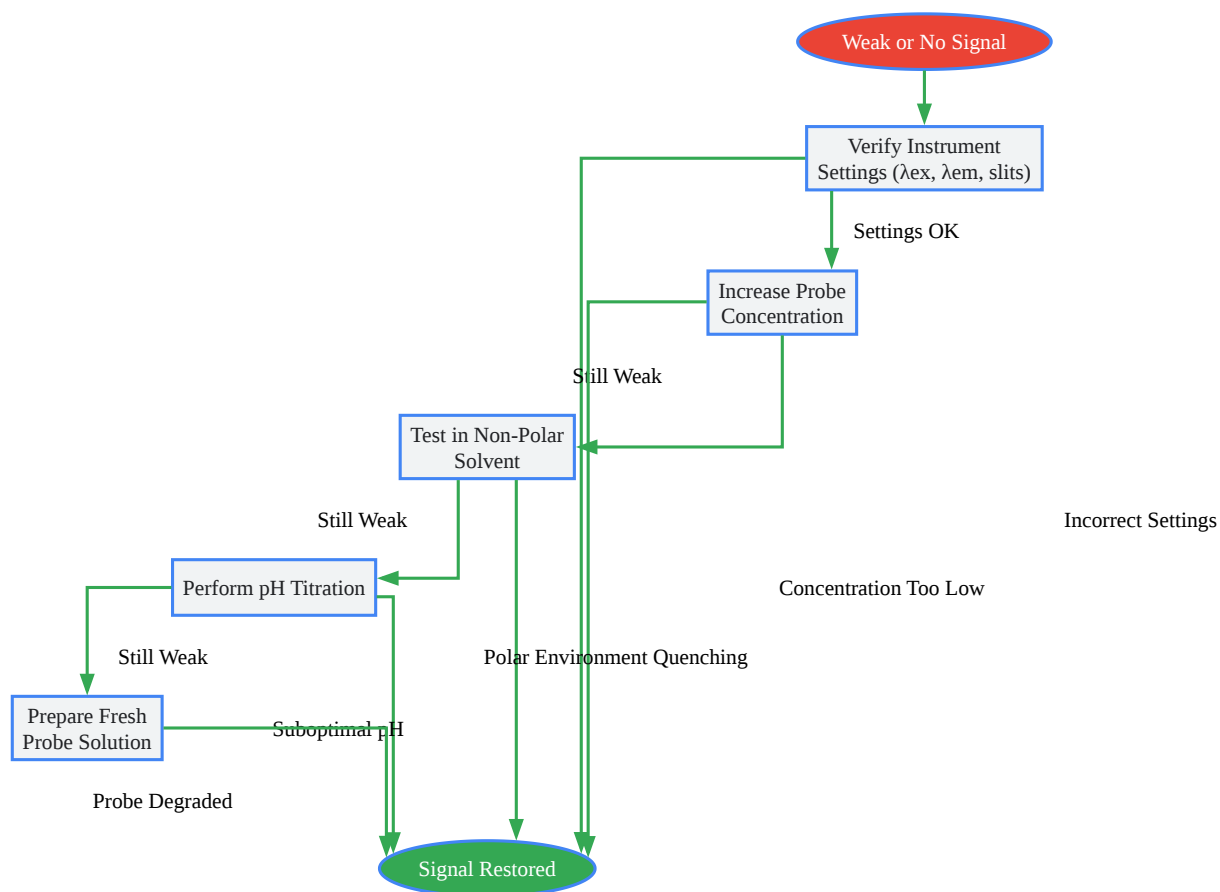 Weak or No Signal
Verify Instrument
Settings (λex, λem, slits)
Settings OK
Increase Probe
Concentration
Still Weak
Test in Non-Polar
Solvent
Still Weak
Incorrect Settings
Perform pH Titration
Concentration Too Low
Still Weak
Polar Environment Quenching
Prepare Fresh
Probe Solution
Suboptimal pH
Probe Degraded
Signal Restored